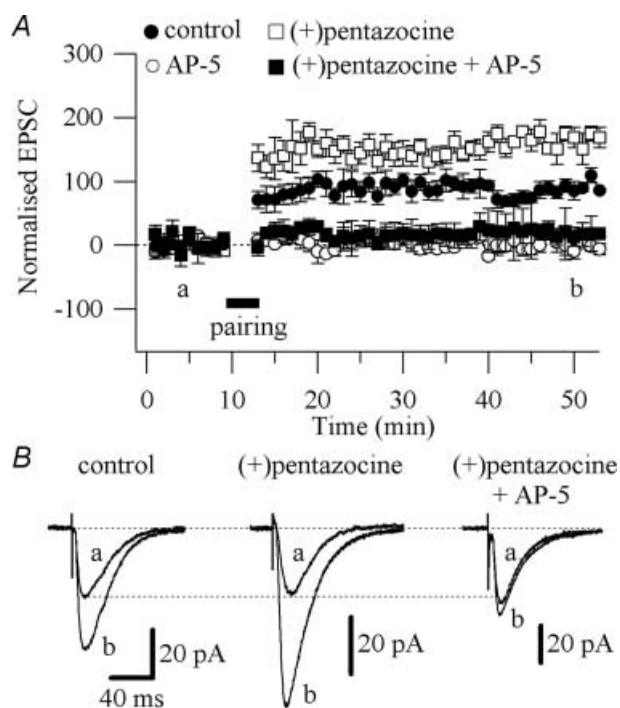 A
control
(+)pentazocine
AP-5
(+)pentazocine + AP-5
300
200
100
0
-100
Normalised EPSC
a
b
pairing
0
10
20
30
40
50
Time (min)
B
control
(+)pentazocine
(+)pentazocine
+ AP-5
a
b
20 pA
40 ms
a
b
20 pA
a
b
20 pA